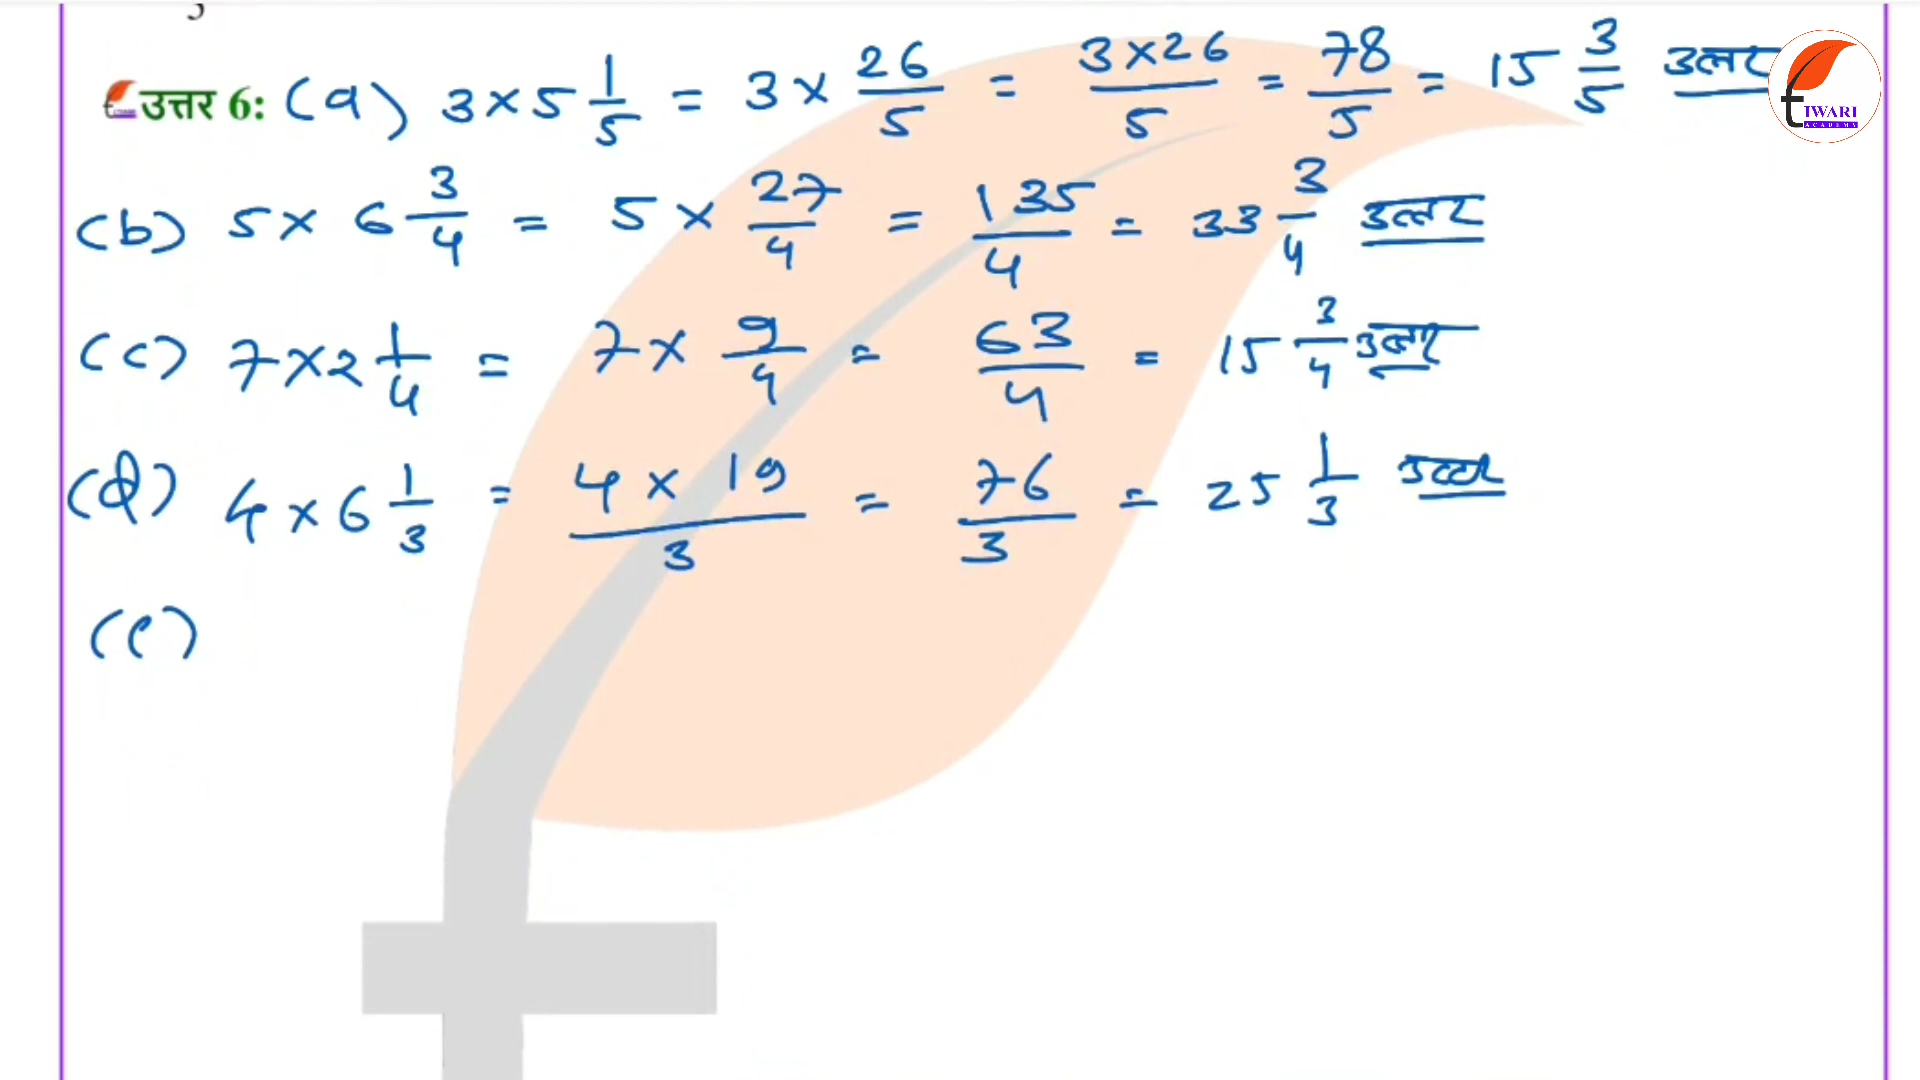 उत्तर 6: (a) 3 × 5 1/5 = 3 × 26/5 = 3×26/5 = 78/5 = 15 3/5 उत्तर
(b) 5 × 6 3/4 = 5 × 27/4 = 135/4 = 33 3/4 उत्तर
(c) 7 × 2 1/4 = 7 × 9/4 = 63/4 = 15 3/4 उत्तर
(d) 4 × 6 1/3 = 4 × 19/3 = 76/3 = 25 1/3 उत्तर
(e)
TIWARI
ACADEMY